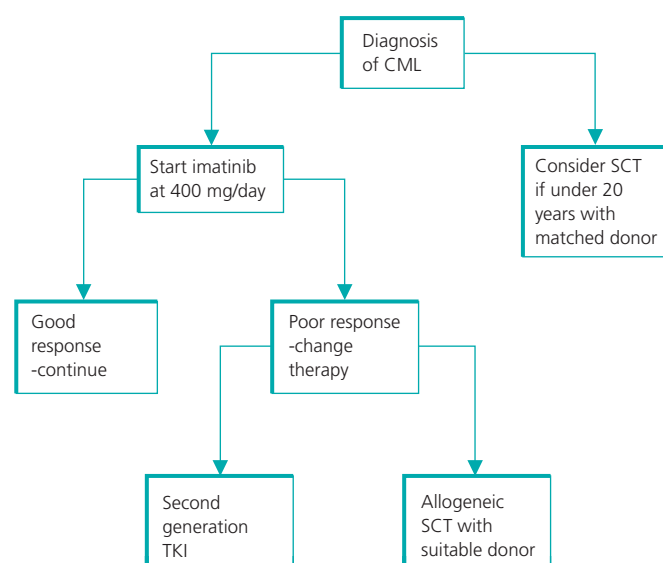 Diagnosis
of CML
Start imatinib
at 400 mg/day
Consider SCT
if under 20
years with
matched donor
Good
response
-continue
Poor response
-change
therapy
Second
generation
TKI
Allogeneic
SCT with
suitable donor